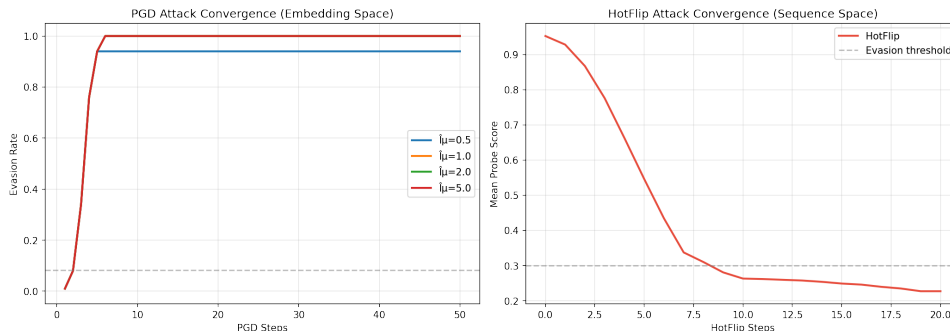 PGD Attack Convergence (Embedding Space)
1.0
0.8
0.6
0.4
0.2
0.0
Evasion Rate
0
10
20
30
40
50
PGD Steps
Îµ=0.5
Îµ=1.0
Îµ=2.0
Îµ=5.0
HotFlip Attack Convergence (Sequence Space)
0.9
0.8
0.7
0.6
0.5
0.4
0.3
0.2
Mean Probe Score
0.0
2.5
5.0
7.5
10.0
12.5
15.0
17.5
20.0
HotFlip Steps
HotFlip
Evasion threshold